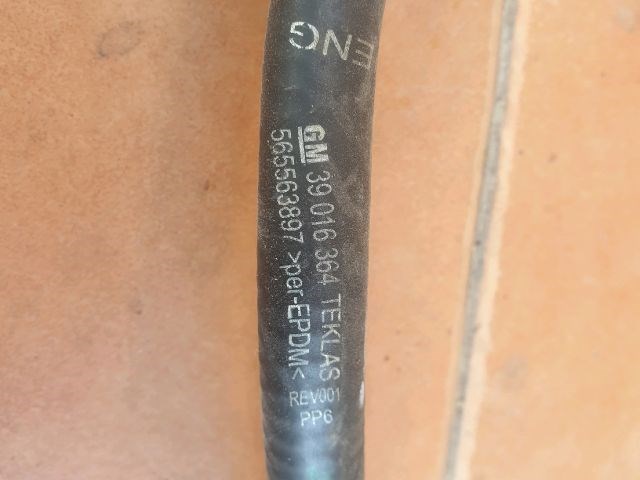 ENG
GM 39 016 364 TEKLAS
565563897 >per-EPDM<
REV001
PP6